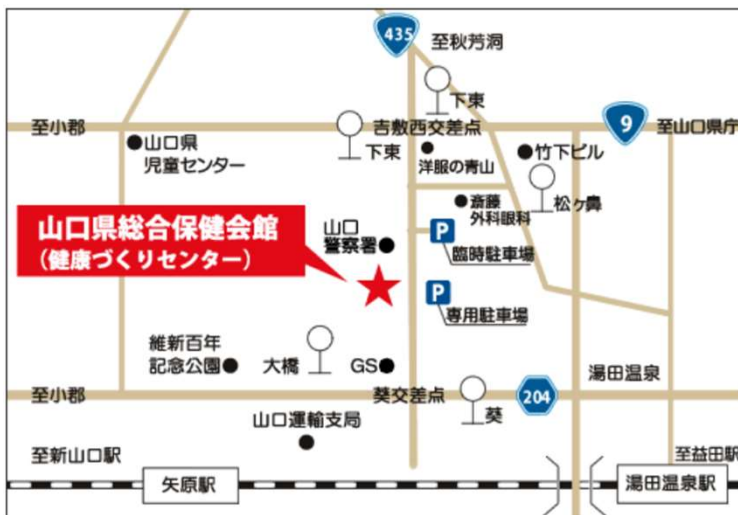 435
至秋芳洞
下東
至小郡
吉敷西交差点
9
至山口県庁
山口県
児童センター
下東
洋服の青山
竹下ビル
斎藤
外科眼科
松ヶ鼻
山口県総合保健会館
(健康づくりセンター)
山口
警察署
P
臨時駐車場
P
専用駐車場
維新百年
記念公園
大橋
GS
湯田温泉
至小郡
葵交差点
204
葵
山口運輸支局
至新山口駅
至益田駅
矢原駅
湯田温泉駅